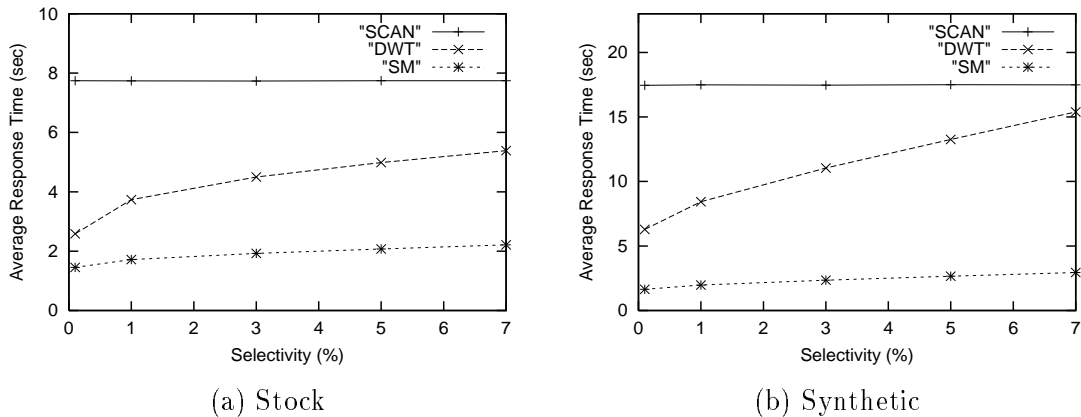 10
8
6
4
2
0
Average Response Time (sec)
"SCAN"
"DWT"
"SM"
0 1 2 3 4 5 6 7
Selectivity (%)
(a) Stock
20
15
10
5
0
Average Response Time (sec)
"SCAN"
"DWT"
"SM"
0 1 2 3 4 5 6 7
Selectivity (%)
(b) Synthetic